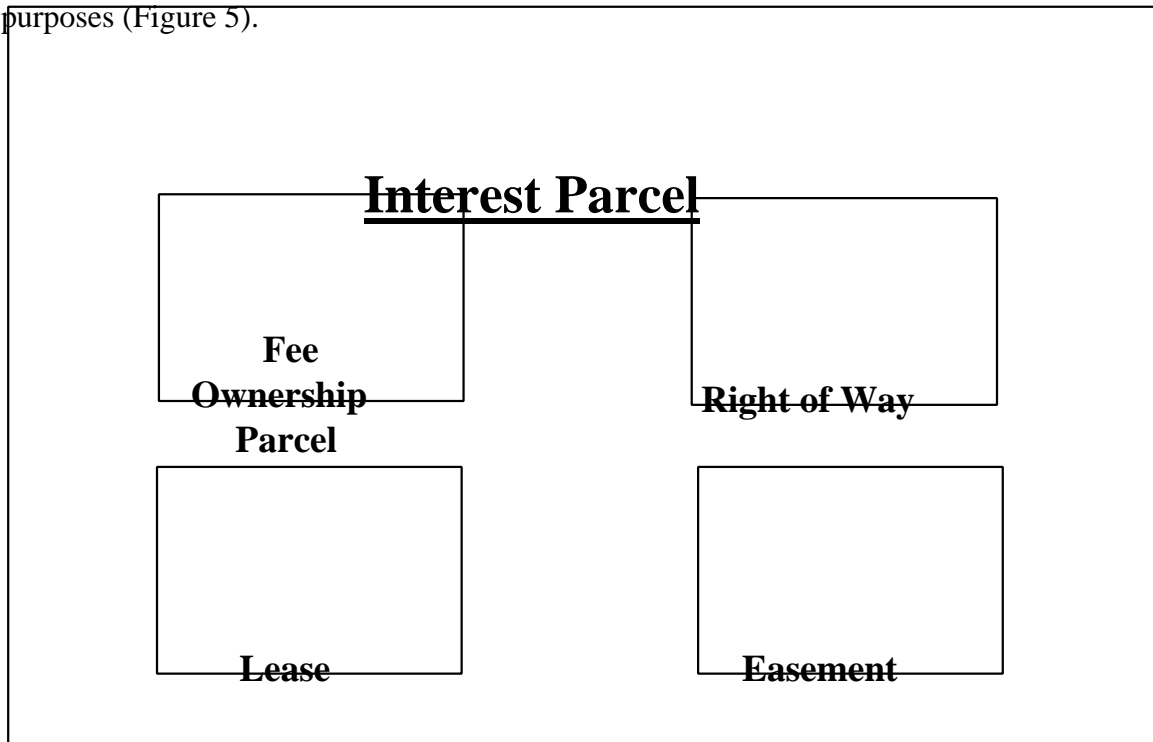 purposes (Figure 5).
Interest Parcel
Fee
Ownership
Parcel
Right of Way
Lease
Easement